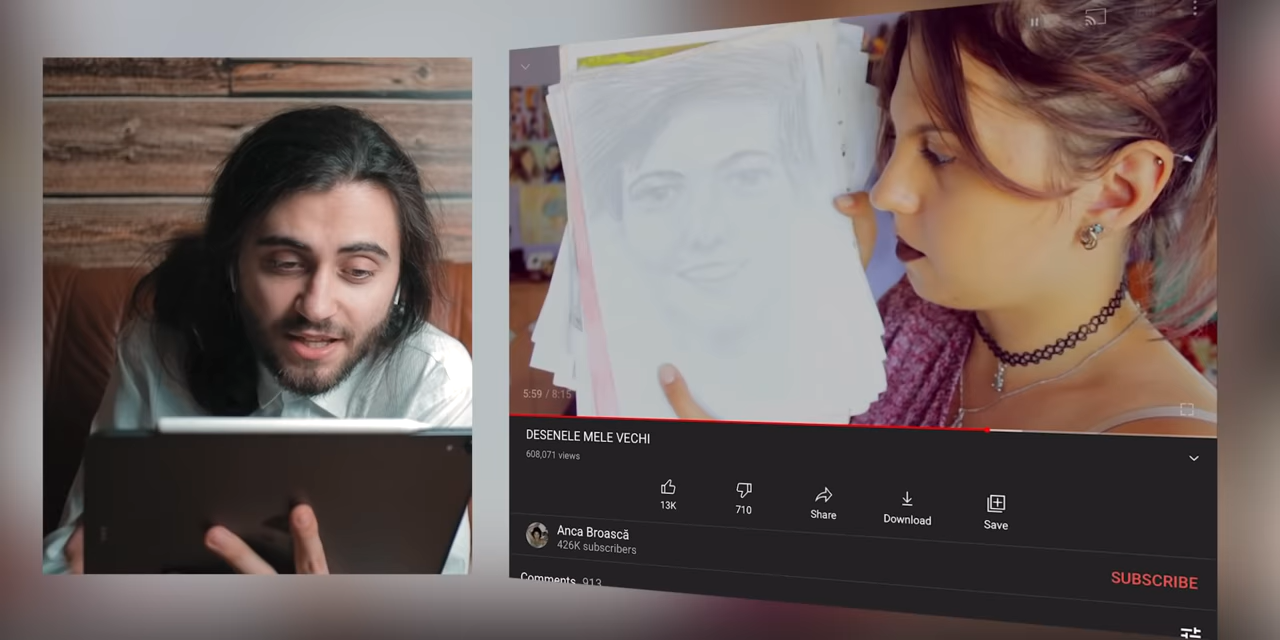 5:59 / 8:15
DESENELE MELE VECHI
608,071 views
13K
710
Share
Download
Save
Anca Broască
426K subscribers
SUBSCRIBE
Comments 913